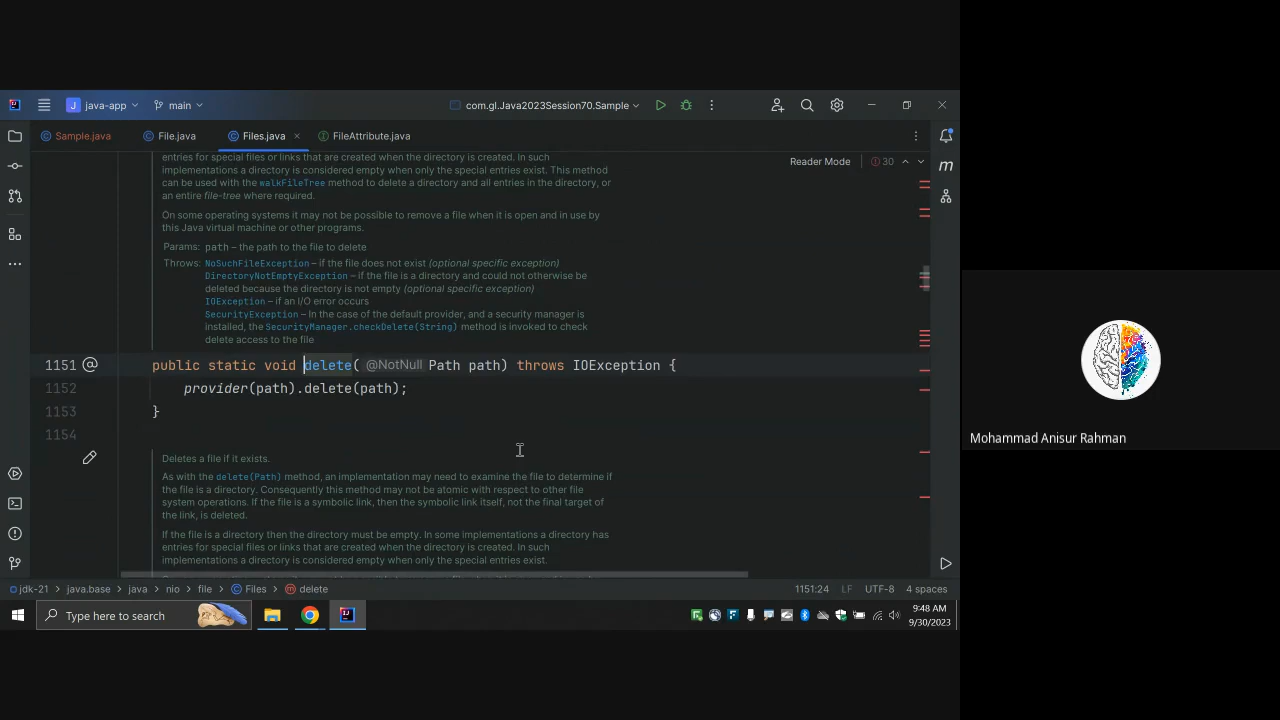 java-app
main
com.gl.Java2023Session70.Sample
Sample.java
File.java
Files.java
FileAttribute.java
entries for special files or links that are created when the directory is created. In such
Reader Mode
30
implementations a directory is considered empty when only the special entries exist. This method
can be used with the walkFileTree method to delete a directory and all entries in the directory, or
an entire file-tree where required.
On some operating systems it may not be possible to remove a file when it is open and in use by
this Java virtual machine or other programs.
Params: path – the path to the file to delete
Throws: NoSuchFileException – if the file does not exist (optional specific exception)
DirectoryNotEmptyException – if the file is a directory and could not otherwise be
deleted because the directory is not empty (optional specific exception)
IOException – if an I/O error occurs
SecurityException – In the case of the default provider, and a security manager is
installed, the SecurityManager.checkDelete(String) method is invoked to check
delete access to the file
1151 public static void delete( @NotNull Path path) throws IOException {
1152 provider(path).delete(path);
1153 }
1154
Deletes a file if it exists.
As with the delete(Path) method, an implementation may need to examine the file to determine if
the file is a directory. Consequently this method may not be atomic with respect to other file
system operations. If the file is a symbolic link, then the symbolic link itself, not the final target of
the link, is deleted.
If the file is a directory then the directory must be empty. In some implementations a directory has
entries for special files or links that are created when the directory is created. In such
implementations a directory is considered empty when only the special entries exist.
jdk-21 > java.base > java > nio > file > Files > delete
1151:24 LF UTF-8 4 spaces
Type here to search
9:48 AM
9/30/2023
Mohammad Anisur Rahman